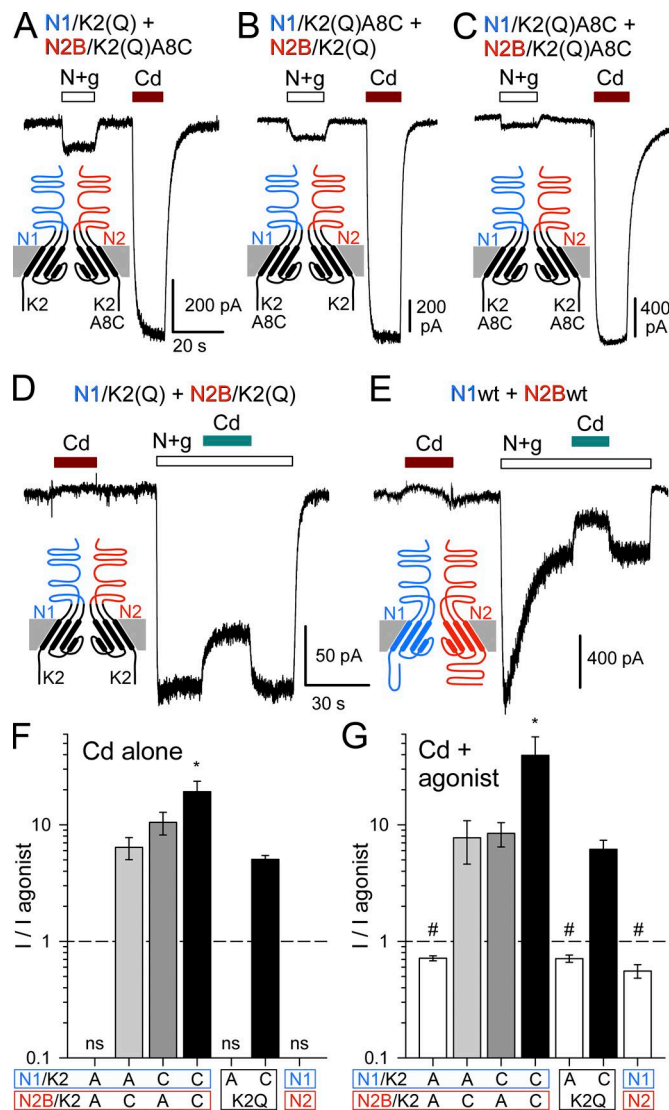 A N1/K2(Q) + N2B/K2(Q)A8C
N+g Cd
N1 N2
K2 K2 A8C
200 pA
20 s
B N1/K2(Q)A8C + N2B/K2(Q)
N+g Cd
N1 N2
K2 A8C K2
200 pA
C N1/K2(Q)A8C + N2B/K2(Q)A8C
N+g Cd
N1 N2
K2 A8C K2 A8C
400 pA
D N1/K2(Q) + N2B/K2(Q)
Cd N+g Cd
N1 N2
K2 K2
50 pA
30 s
E N1wt + N2Bwt
Cd N+g Cd
N1 N2
400 pA
F Cd alone
I / I agonist
10
1
0.1
ns * ns ns
N1/K2 A A C C A C N1
N2B/K2 A C A C K2Q N2
G Cd + agonist
I / I agonist
10
1
0.1
# * # #
N1/K2 A A C C A C N1
N2B/K2 A C A C K2Q N2